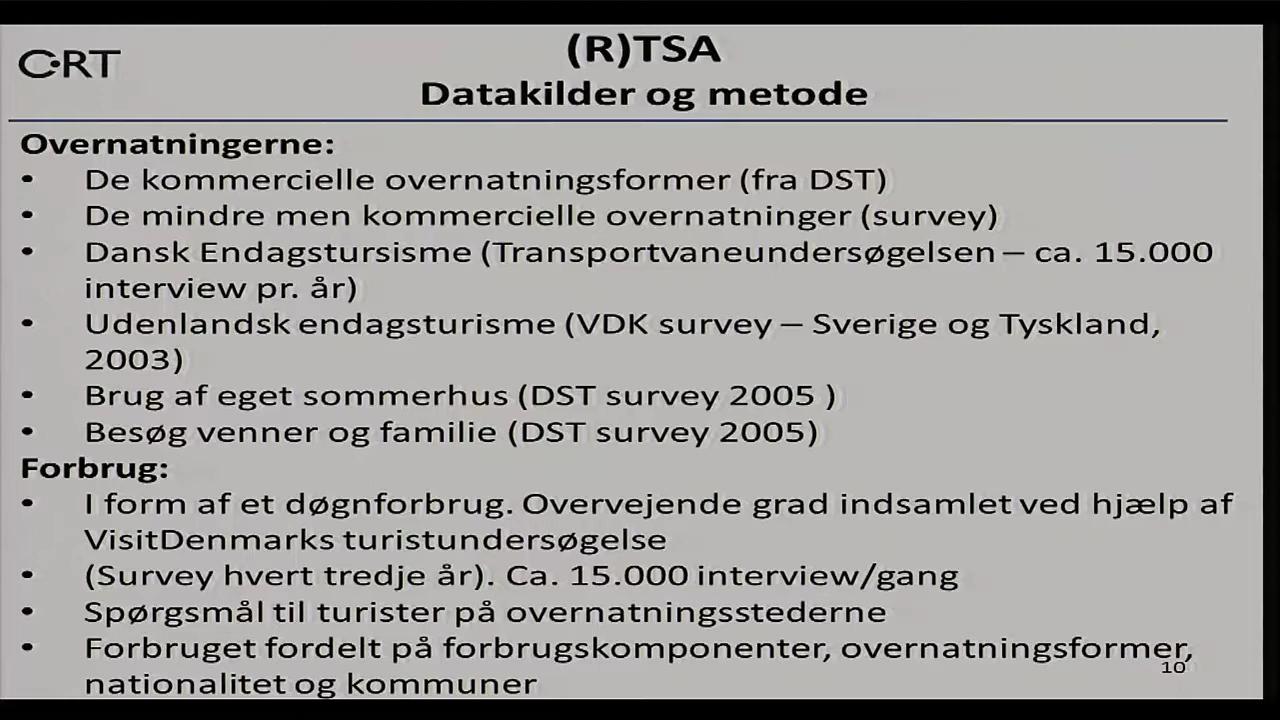 C·RT
(R)TSA
Datakilder og metode
Overnatningerne:
• De kommercielle overnatningsformer (fra DST)
• De mindre men kommercielle overnatninger (survey)
• Dansk Endagstursisme (Transportvaneundersøgelsen – ca. 15.000
interview pr. år)
• Udenlandsk endagsturisme (VDK survey – Sverige og Tyskland,
2003)
• Brug af eget sommerhus (DST survey 2005 )
• Besøg venner og familie (DST survey 2005)
Forbrug:
• I form af et døgnforbrug. Overvejende grad indsamlet ved hjælp af
VisitDenmarks turistundersøgelse
• (Survey hvert tredje år). Ca. 15.000 interview/gang
• Spørgsmål til turister på overnatningsstederne
• Forbruget fordelt på forbrugskomponenter, overnatningsformer,
nationalitet og kommuner
10